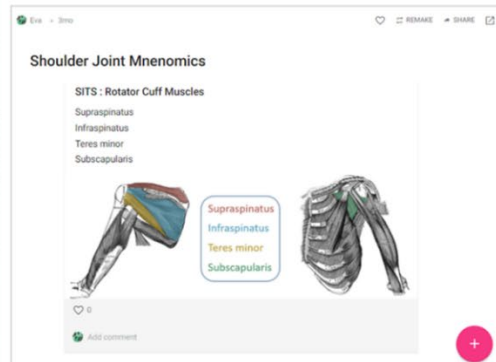 Eva • 3mo
REMAKE
SHARE
Shoulder Joint Mnenomics
SITS : Rotator Cuff Muscles
Supraspinatus
Infraspinatus
Teres minor
Subscapularis
Supraspinatus
Infraspinatus
Teres minor
Subscapularis
0
Add comment